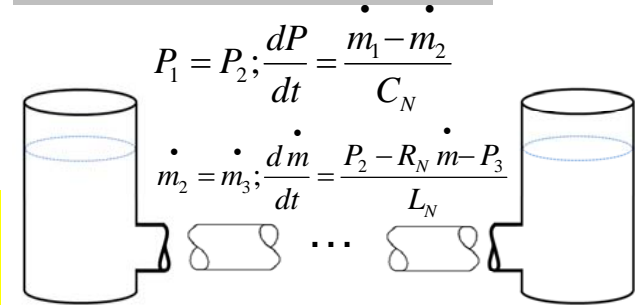 P₁ = P₂; dP/dt = (ṁ₁ − ṁ₂)/C_N
ṁ₂ = ṁ₃; dṁ/dt = (P₂ − R_N ṁ − P₃)/L_N
...